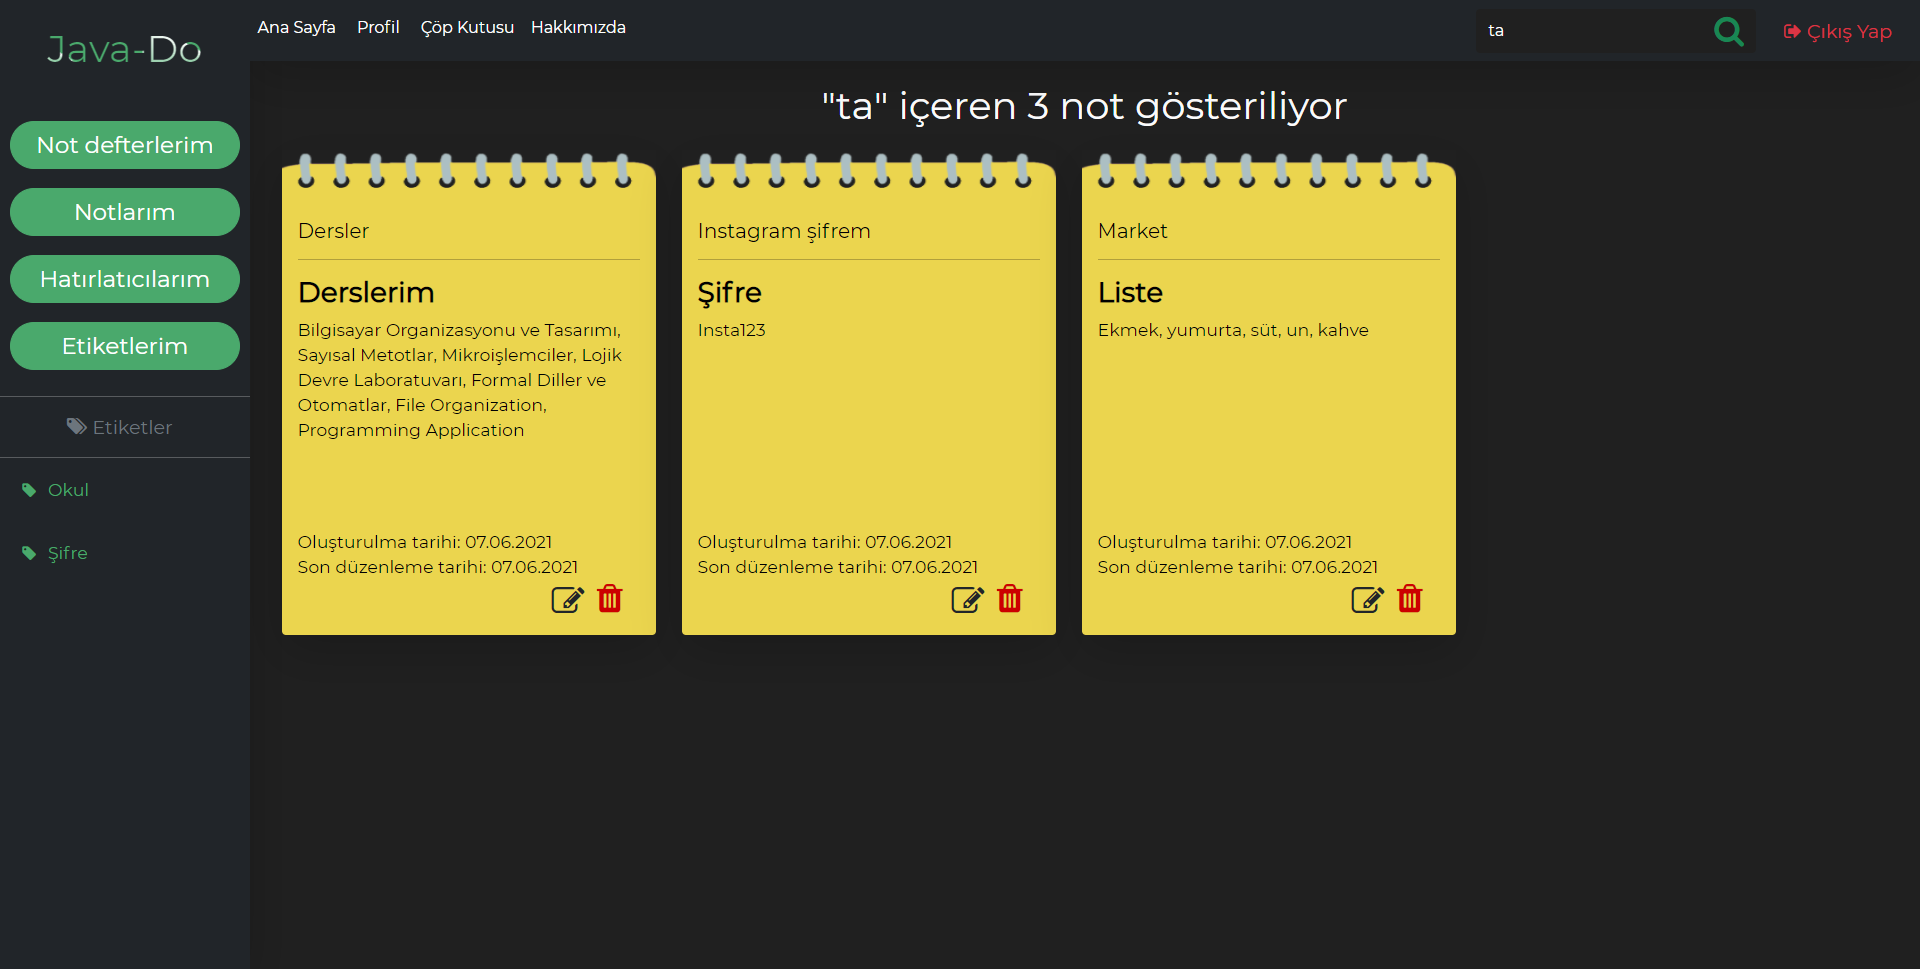 Java-Do
Ana Sayfa Profil Çöp Kutusu Hakkımızda
ta
Çıkış Yap
Not defterlerim
Notlarım
Hatırlatıcılarım
Etiketlerim
Etiketler
Okul
Şifre
"ta" içeren 3 not gösteriliyor
Dersler
Derslerim
Bilgisayar Organizasyonu ve Tasarımı,
Sayısal Metotlar, Mikroişlemciler, Lojik
Devre Laboratuvarı, Formal Diller ve
Otomatlar, File Organization,
Programming Application
Oluşturulma tarihi: 07.06.2021
Son düzenleme tarihi: 07.06.2021
Instagram şifrem
Şifre
Insta123
Oluşturulma tarihi: 07.06.2021
Son düzenleme tarihi: 07.06.2021
Market
Liste
Ekmek, yumurta, süt, un, kahve
Oluşturulma tarihi: 07.06.2021
Son düzenleme tarihi: 07.06.2021